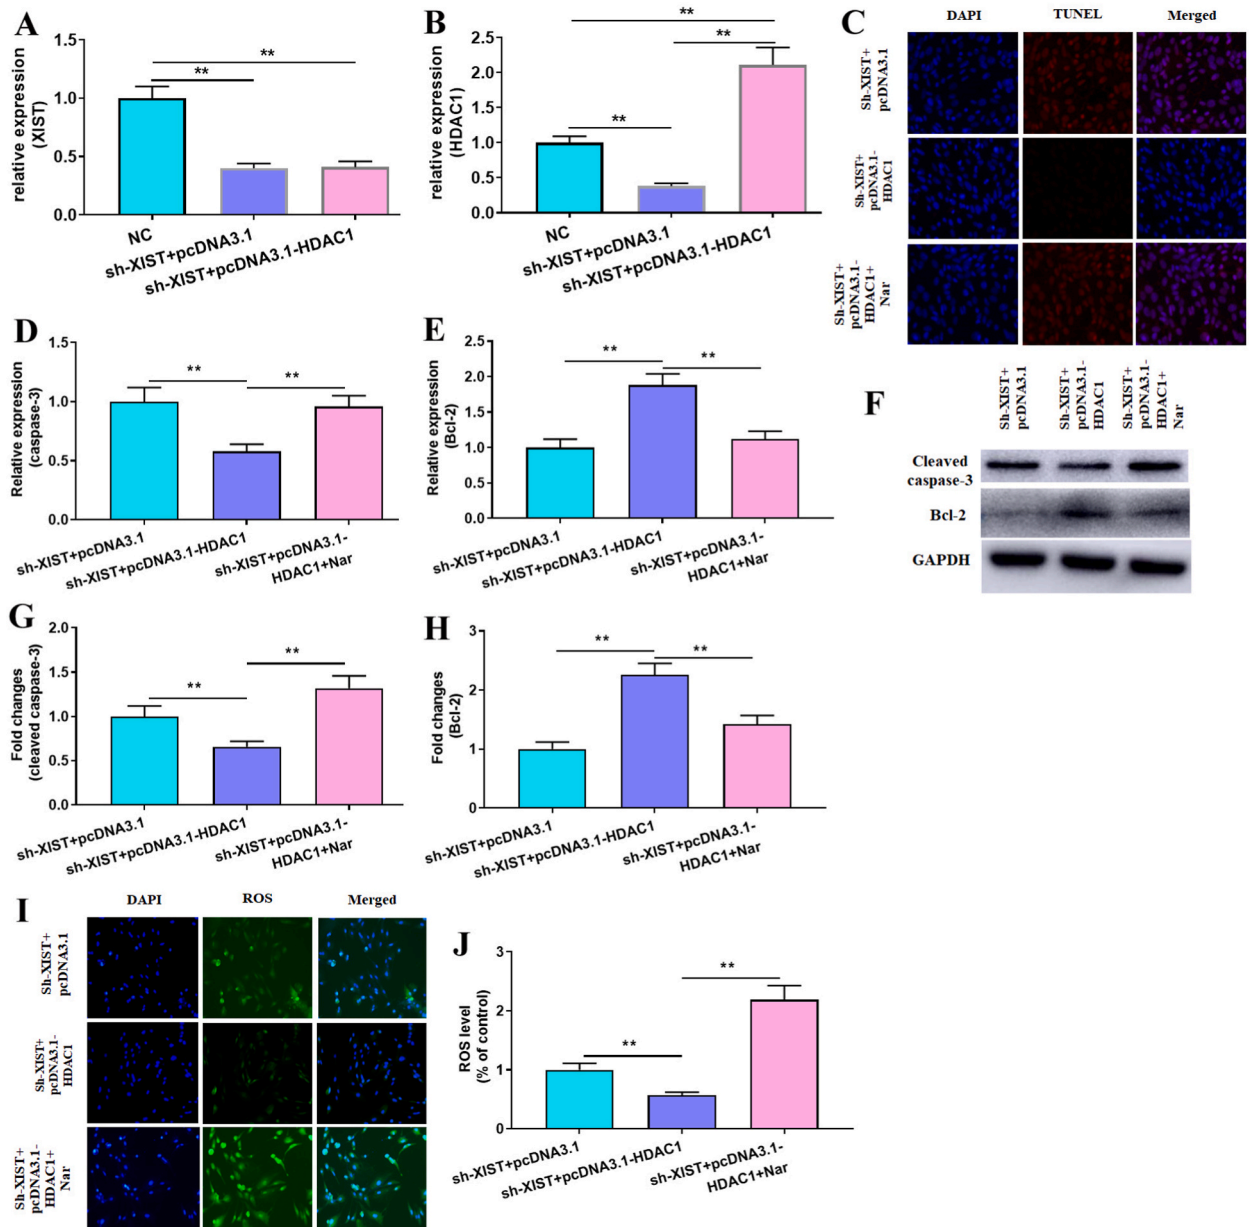 A
relative expression
(XIST)
1.5
1.0
0.5
0.0
**
**
NC
sh-XIST+pcDNA3.1
sh-XIST+pcDNA3.1-HDAC1
B
relative expression
(HDAC1)
2.5
2.0
1.5
1.0
0.5
0.0
**
**
**
NC
sh-XIST+pcDNA3.1
sh-XIST+pcDNA3.1-HDAC1
C
DAPI
TUNEL
Merged
Sh-XIST+
pcDNA3.1
Sh-XIST+
pcDNA3.1-
HDAC1
Sh-XIST+
pcDNA3.1-
HDAC1+
Nar
D
Relative expression
(caspase-3)
1.5
1.0
0.5
0.0
**
**
sh-XIST+pcDNA3.1
sh-XIST+pcDNA3.1-HDAC1
sh-XIST+pcDNA3.1-
HDAC1+Nar
E
Relative expression
(Bcl-2)
2.5
2.0
1.5
1.0
0.5
0.0
**
**
sh-XIST+pcDNA3.1
sh-XIST+pcDNA3.1-HDAC1
sh-XIST+pcDNA3.1-
HDAC1+Nar
F
Sh-XIST+
pcDNA3.1
Sh-XIST+
pcDNA3.1-
HDAC1
Sh-XIST+
pcDNA3.1-
HDAC1+
Nar
Cleaved
caspase-3
Bcl-2
GAPDH
G
Fold changes
(cleaved caspase-3)
2.0
1.5
1.0
0.5
0.0
**
**
sh-XIST+pcDNA3.1
sh-XIST+pcDNA3.1-HDAC1
sh-XIST+pcDNA3.1-
HDAC1+Nar
H
Fold changes
(Bcl-2)
3
2
1
0
**
**
sh-XIST+pcDNA3.1
sh-XIST+pcDNA3.1-HDAC1
sh-XIST+pcDNA3.1-
HDAC1+Nar
I
DAPI
ROS
Merged
Sh-XIST+
pcDNA3.1
Sh-XIST+
pcDNA3.1-
HDAC1
Sh-XIST+
pcDNA3.1-
HDAC1+
Nar
J
ROS level
(% of control)
3
2
1
0
**
**
sh-XIST+pcDNA3.1
sh-XIST+pcDNA3.1-HDAC1
sh-XIST+pcDNA3.1-
HDAC1+Nar